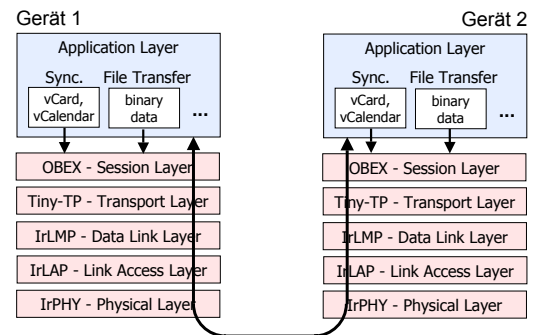 Gerät 1
Application Layer
Sync. File Transfer
vCard,
vCalendar
binary
data
...
OBEX - Session Layer
Tiny-TP - Transport Layer
IrLMP - Data Link Layer
IrLAP - Link Access Layer
IrPHY - Physical Layer
Gerät 2
Application Layer
Sync. File Transfer
vCard,
vCalendar
binary
data
...
OBEX - Session Layer
Tiny-TP - Transport Layer
IrLMP - Data Link Layer
IrLAP - Link Access Layer
IrPHY - Physical Layer